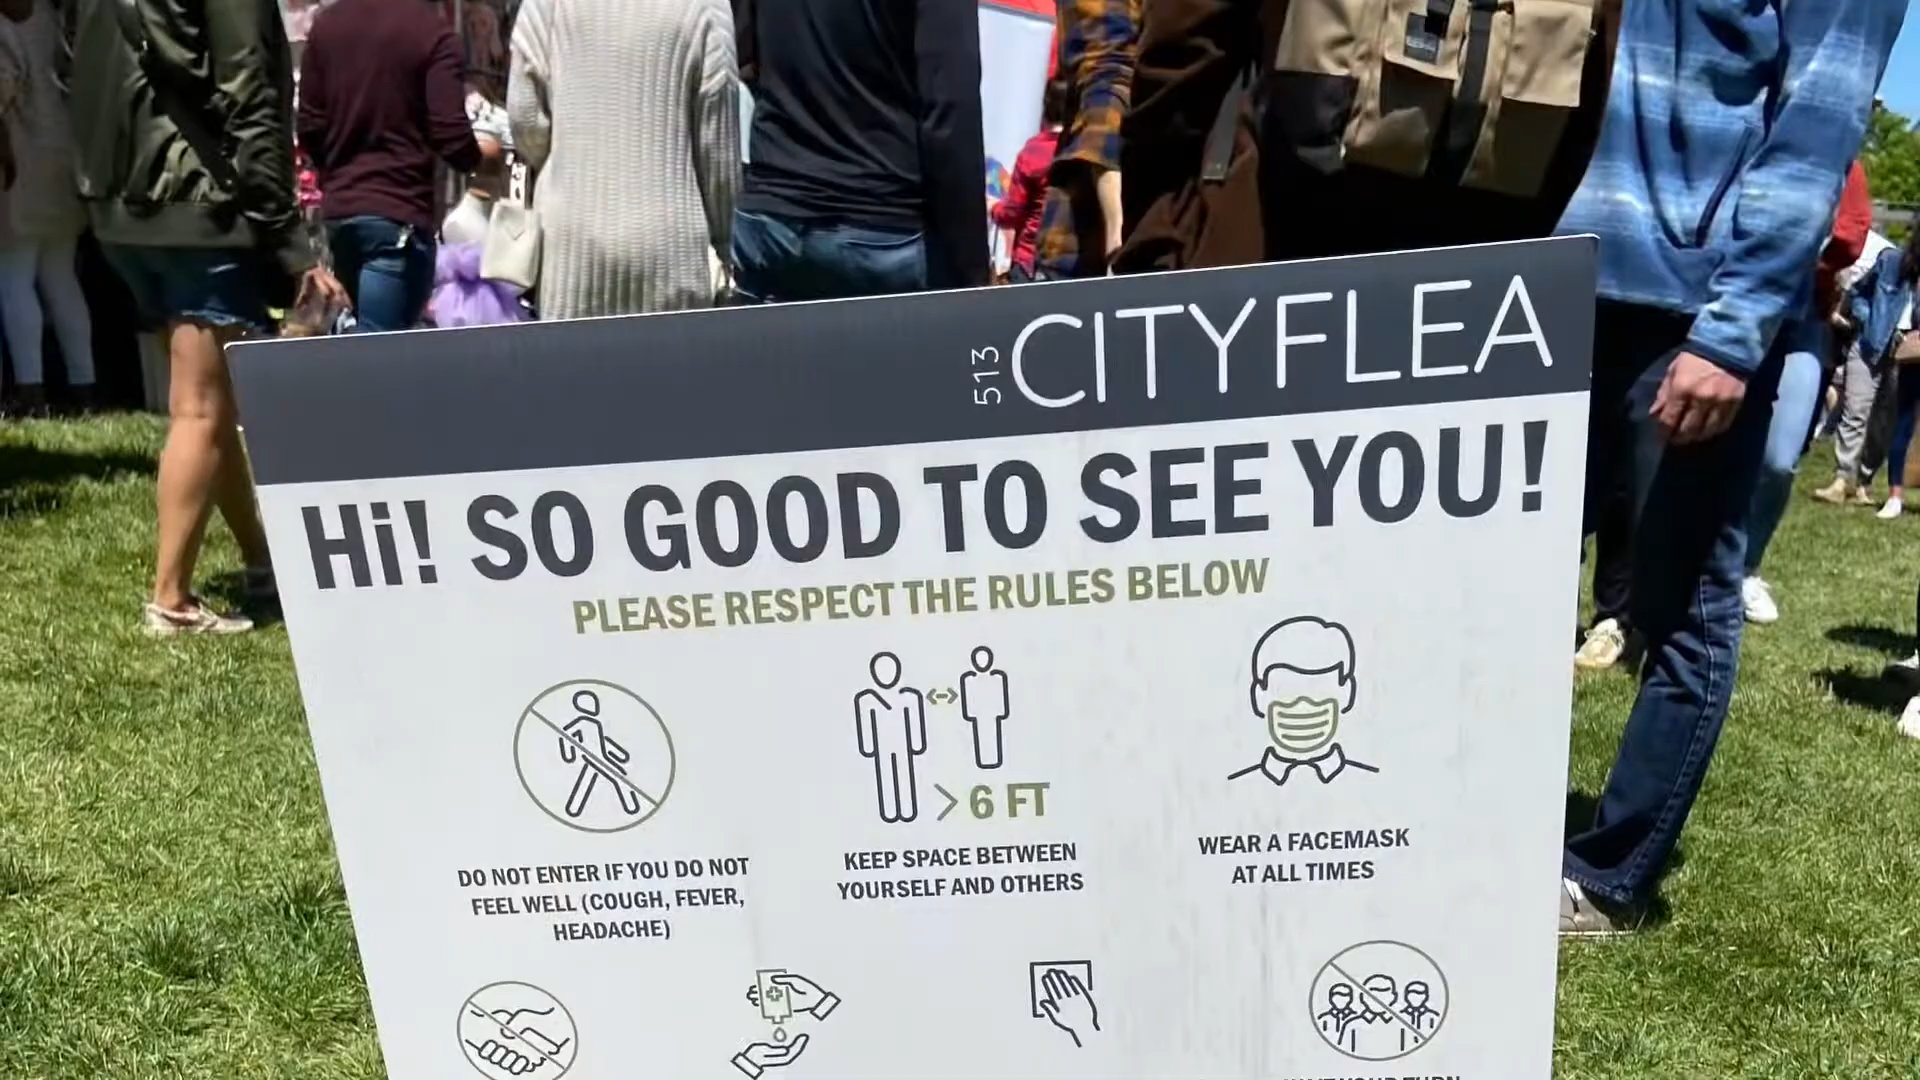 513 CITYFLEA
Hi! SO GOOD TO SEE YOU!
PLEASE RESPECT THE RULES BELOW
> 6 FT
DO NOT ENTER IF YOU DO NOT
FEEL WELL (COUGH, FEVER,
HEADACHE)
KEEP SPACE BETWEEN
YOURSELF AND OTHERS
WEAR A FACEMASK
AT ALL TIMES